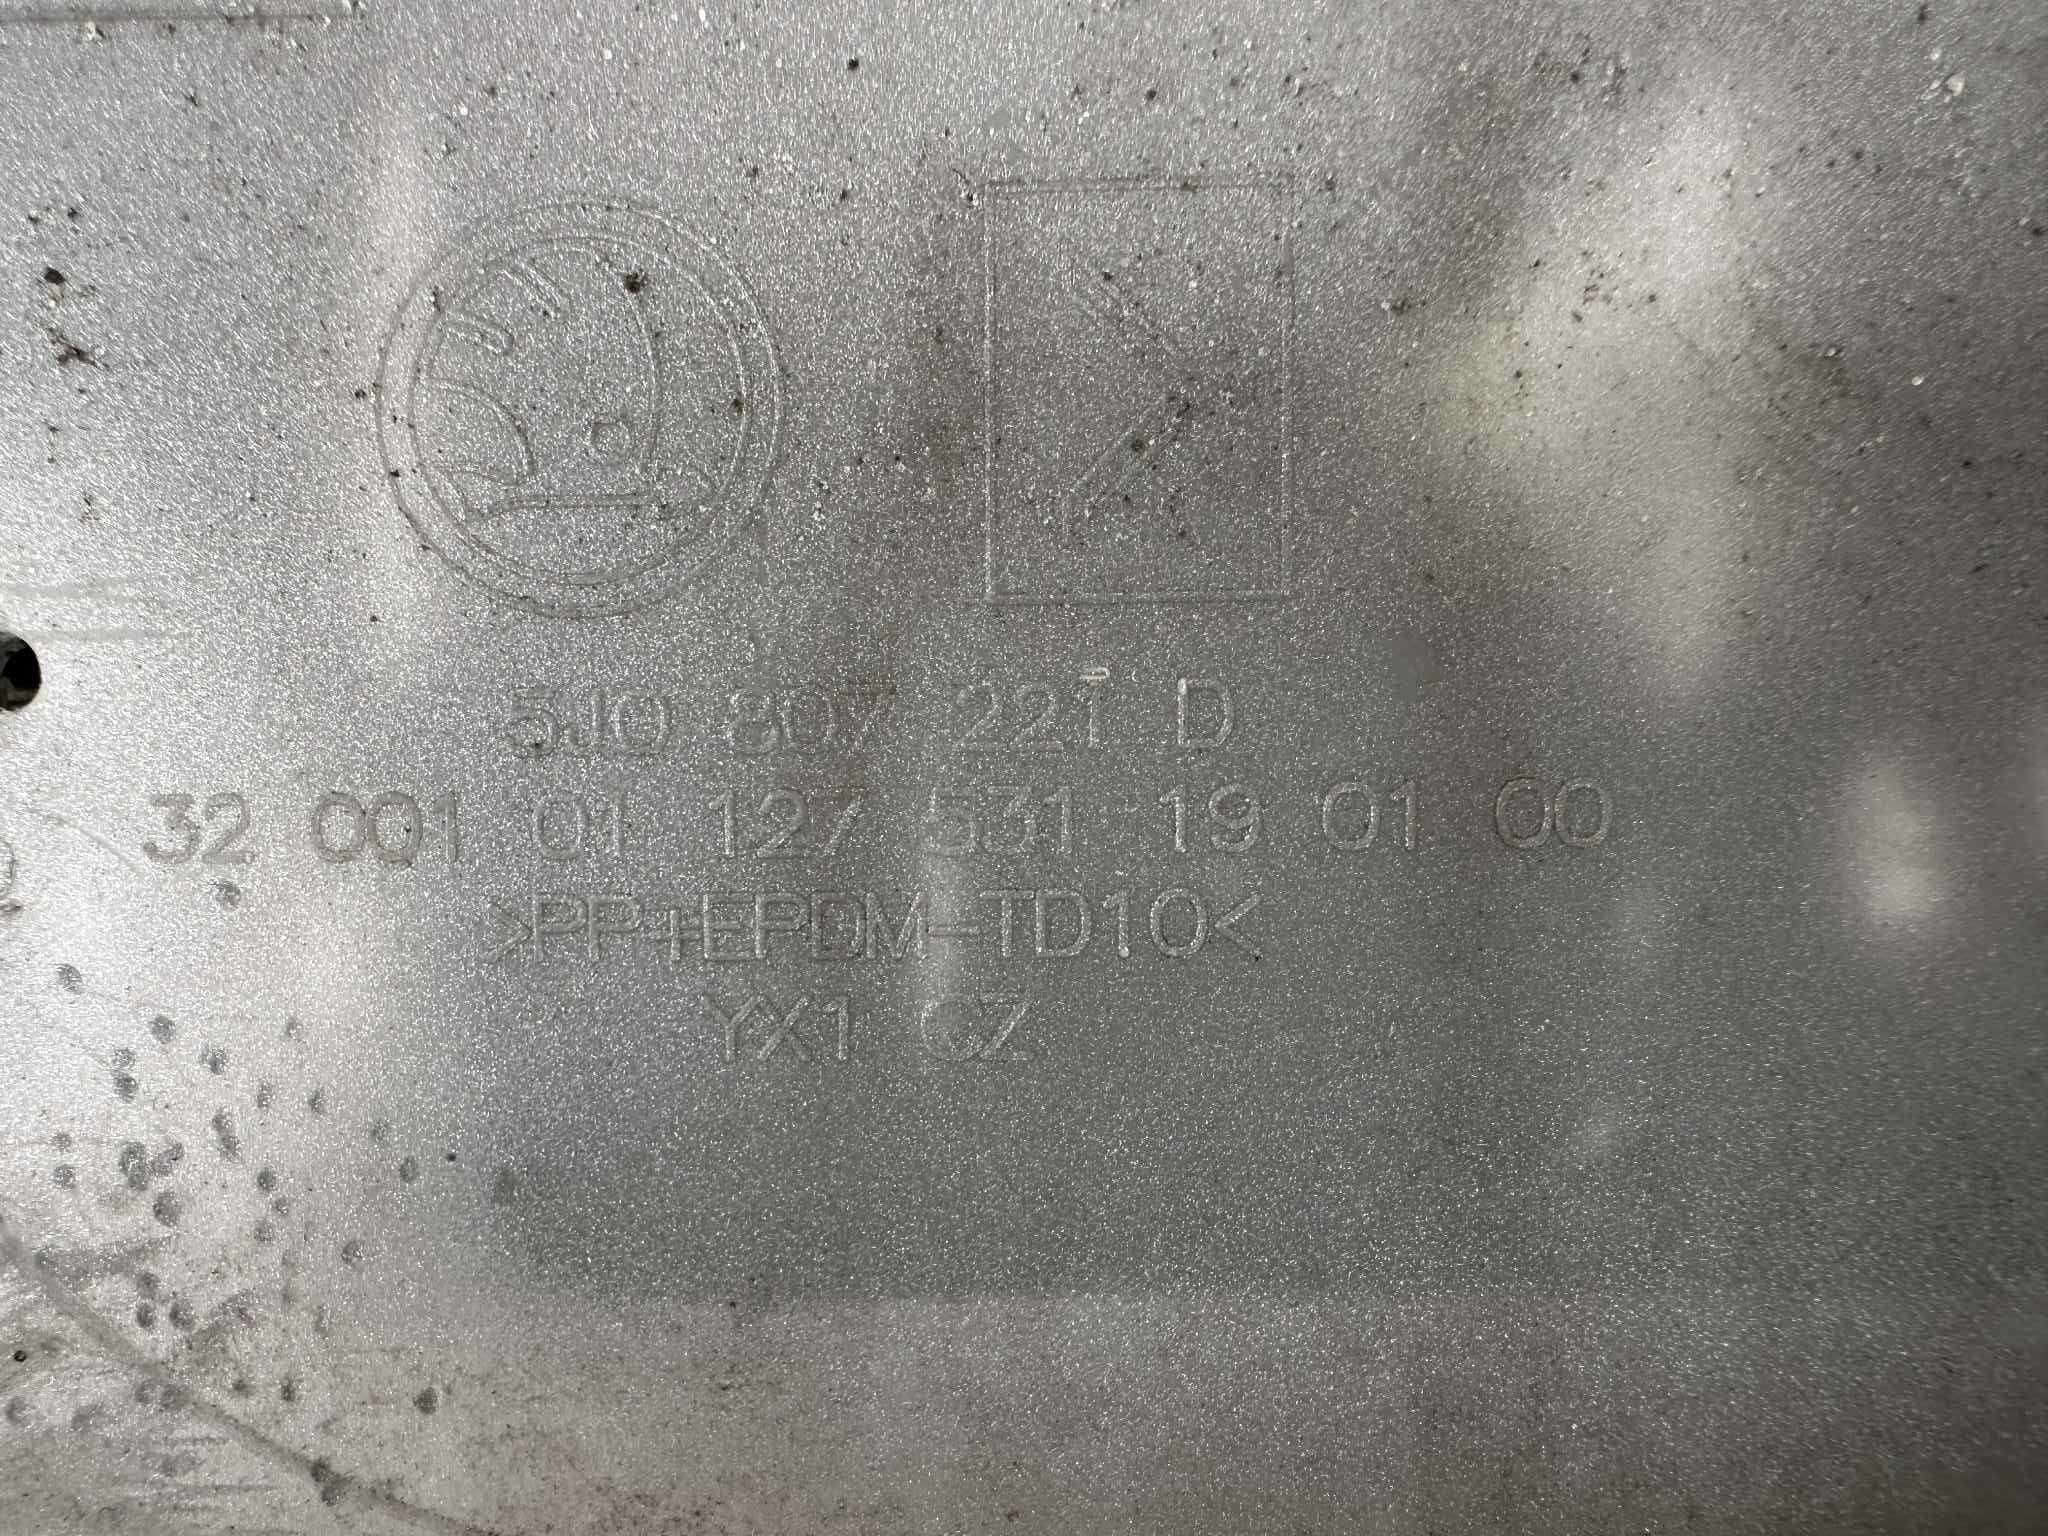 5J0 807 221 D
32 001 01 127 531 19 01 00
>PP+EPDM-TD10<
YX1 CZ